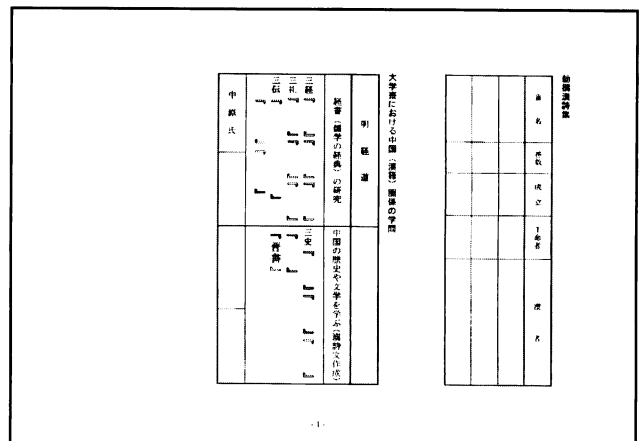 勅撰漢詩集
書名 巻数 成立 下命者 撰者
大学寮における中国（漢籍）関係の学問
明経道
経書（儒学の経典）の研究
中国の歴史や文学を学ぶ（漢詩文作成）
三経『　』『　』『　』
三礼『　』『　』『　』
三伝『　』『　』『　』
三史『　』『　』『　』
『　』
『晋書』
中原氏
-1-